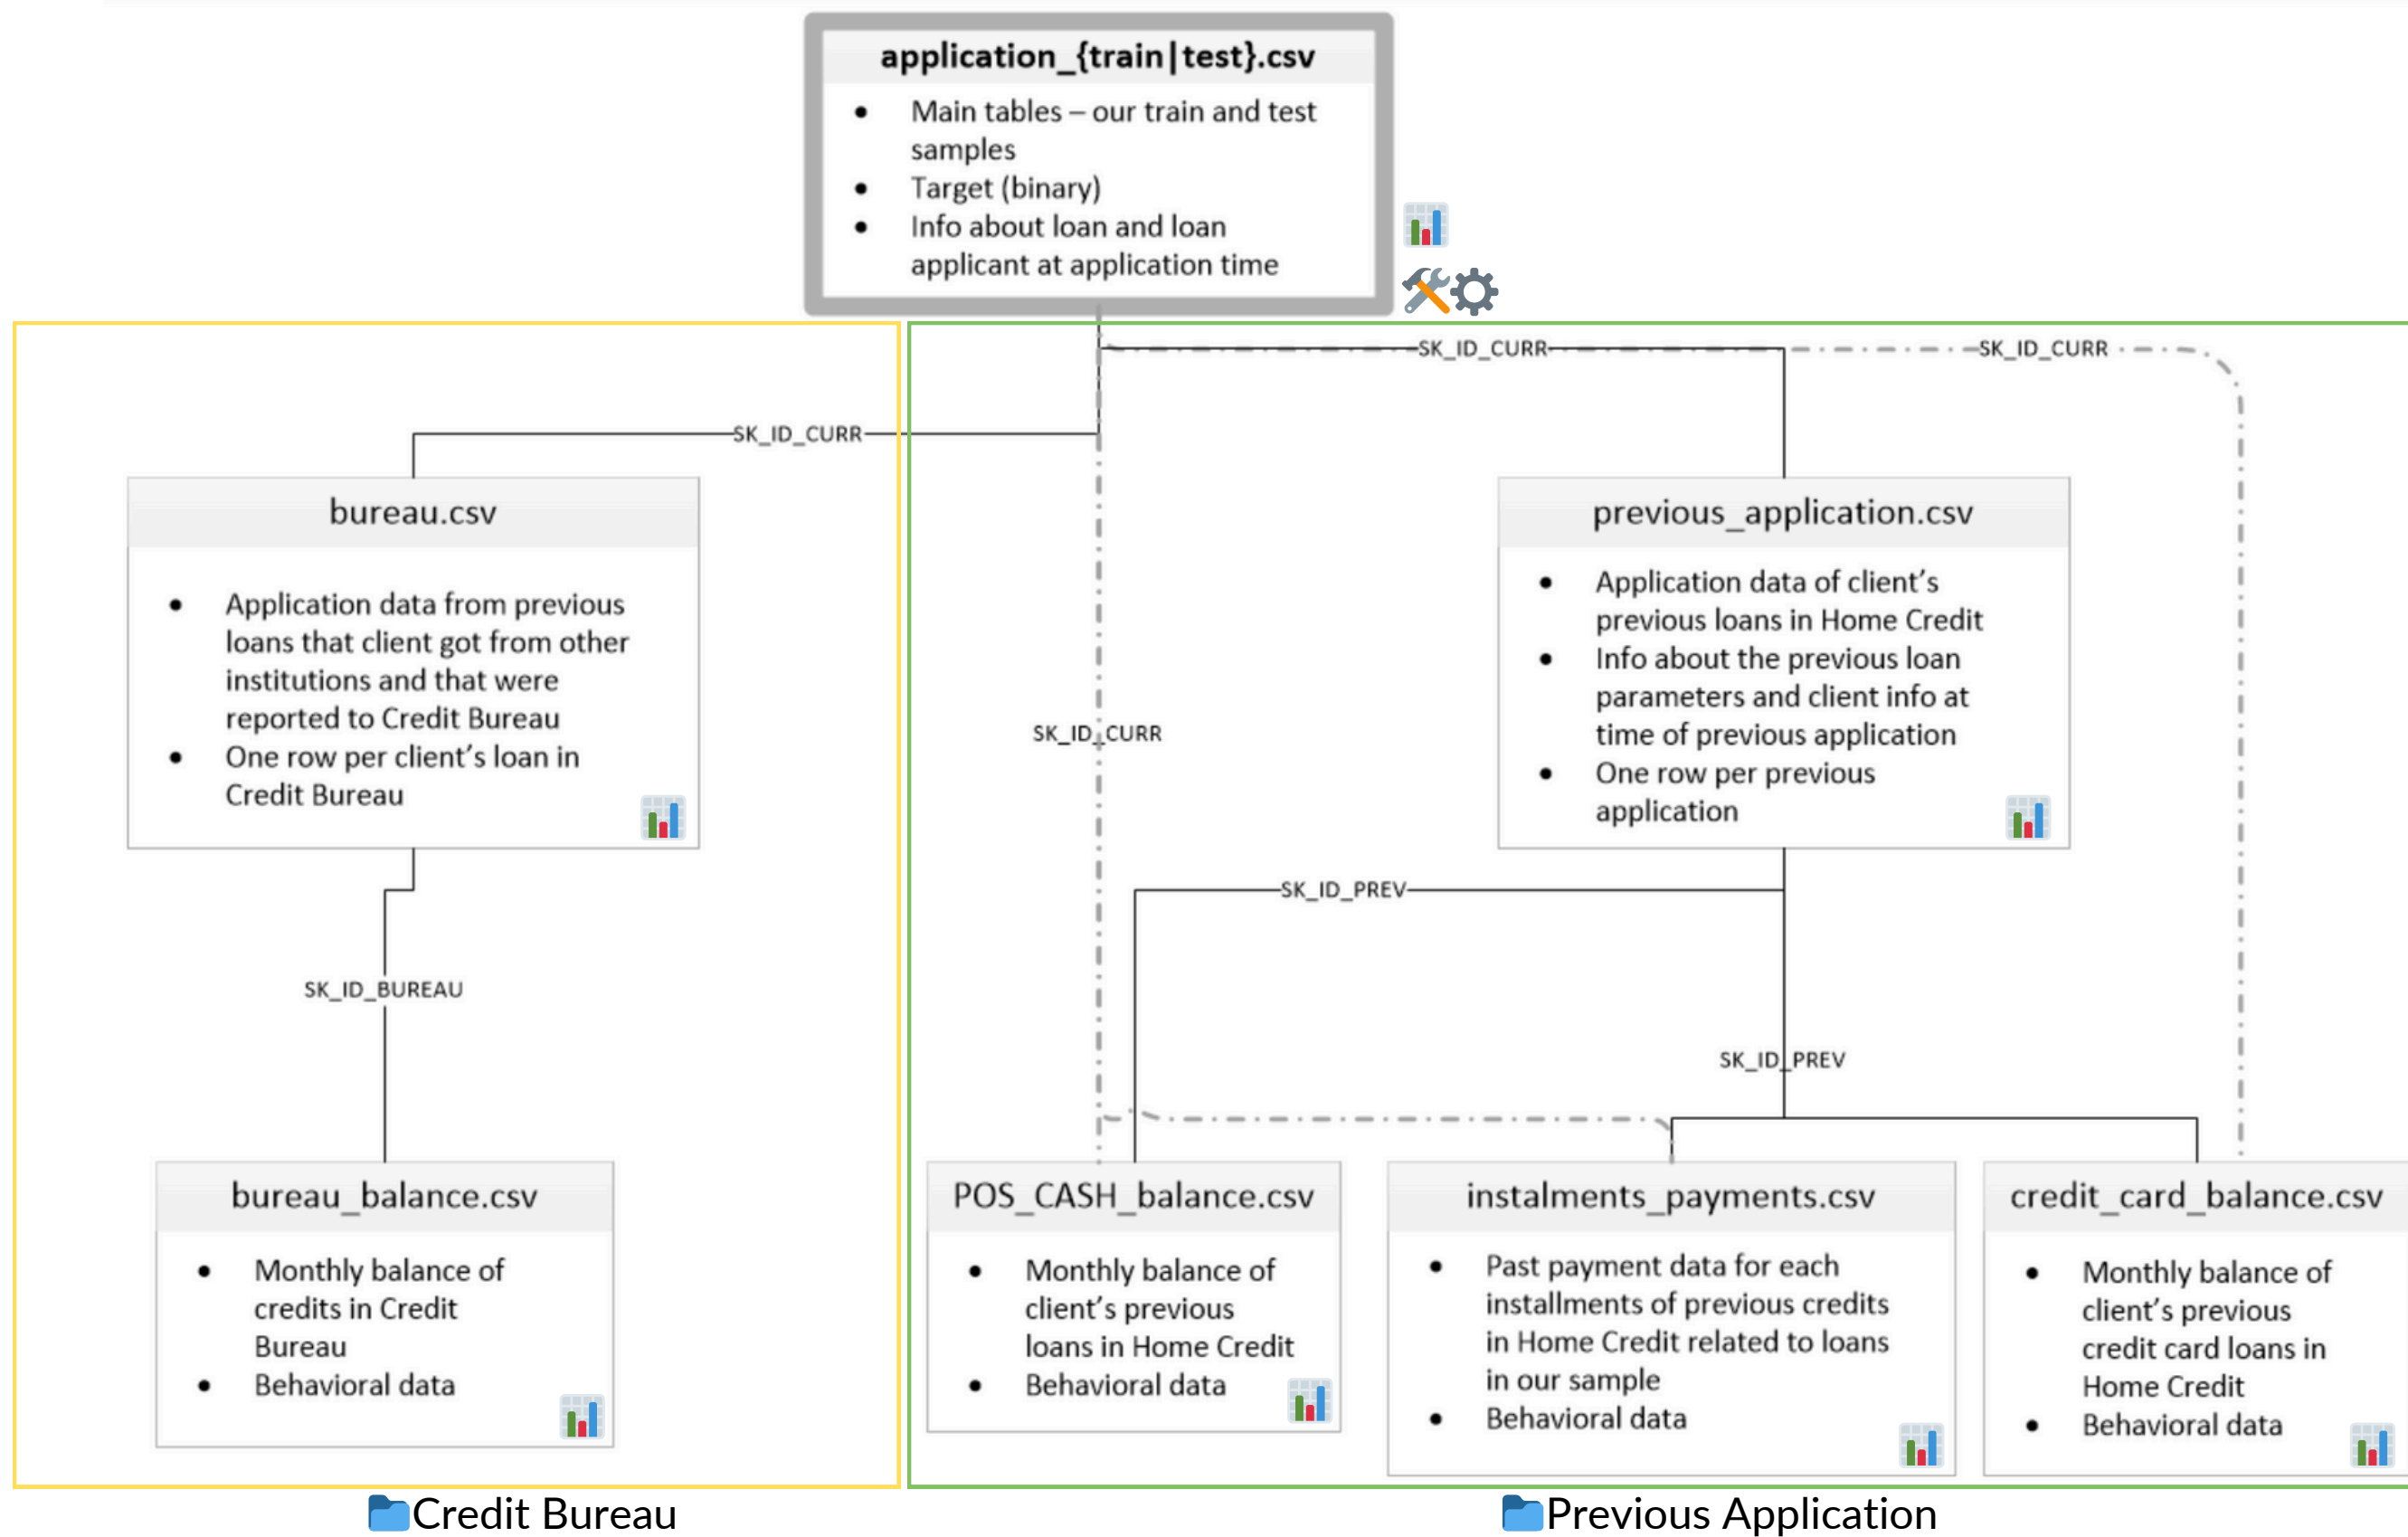 application_{train|test}.csv
• Main tables – our train and test
samples
• Target (binary)
• Info about loan and loan
applicant at application time
SK_ID_CURR
SK_ID_CURR
SK_ID_CURR
bureau.csv
• Application data from previous
loans that client got from other
institutions and that were
reported to Credit Bureau
• One row per client’s loan in
Credit Bureau
previous_application.csv
• Application data of client’s
previous loans in Home Credit
• Info about the previous loan
parameters and client info at
time of previous application
• One row per previous
application
SK_ID_CURR
SK_ID_PREV
SK_ID_BUREAU
SK_ID_PREV
bureau_balance.csv
• Monthly balance of
credits in Credit
Bureau
• Behavioral data
POS_CASH_balance.csv
• Monthly balance of
client’s previous
loans in Home Credit
• Behavioral data
instalments_payments.csv
• Past payment data for each
installments of previous credits
in Home Credit related to loans
in our sample
• Behavioral data
credit_card_balance.csv
• Monthly balance of
client’s previous
credit card loans in
Home Credit
• Behavioral data
Credit Bureau
Previous Application